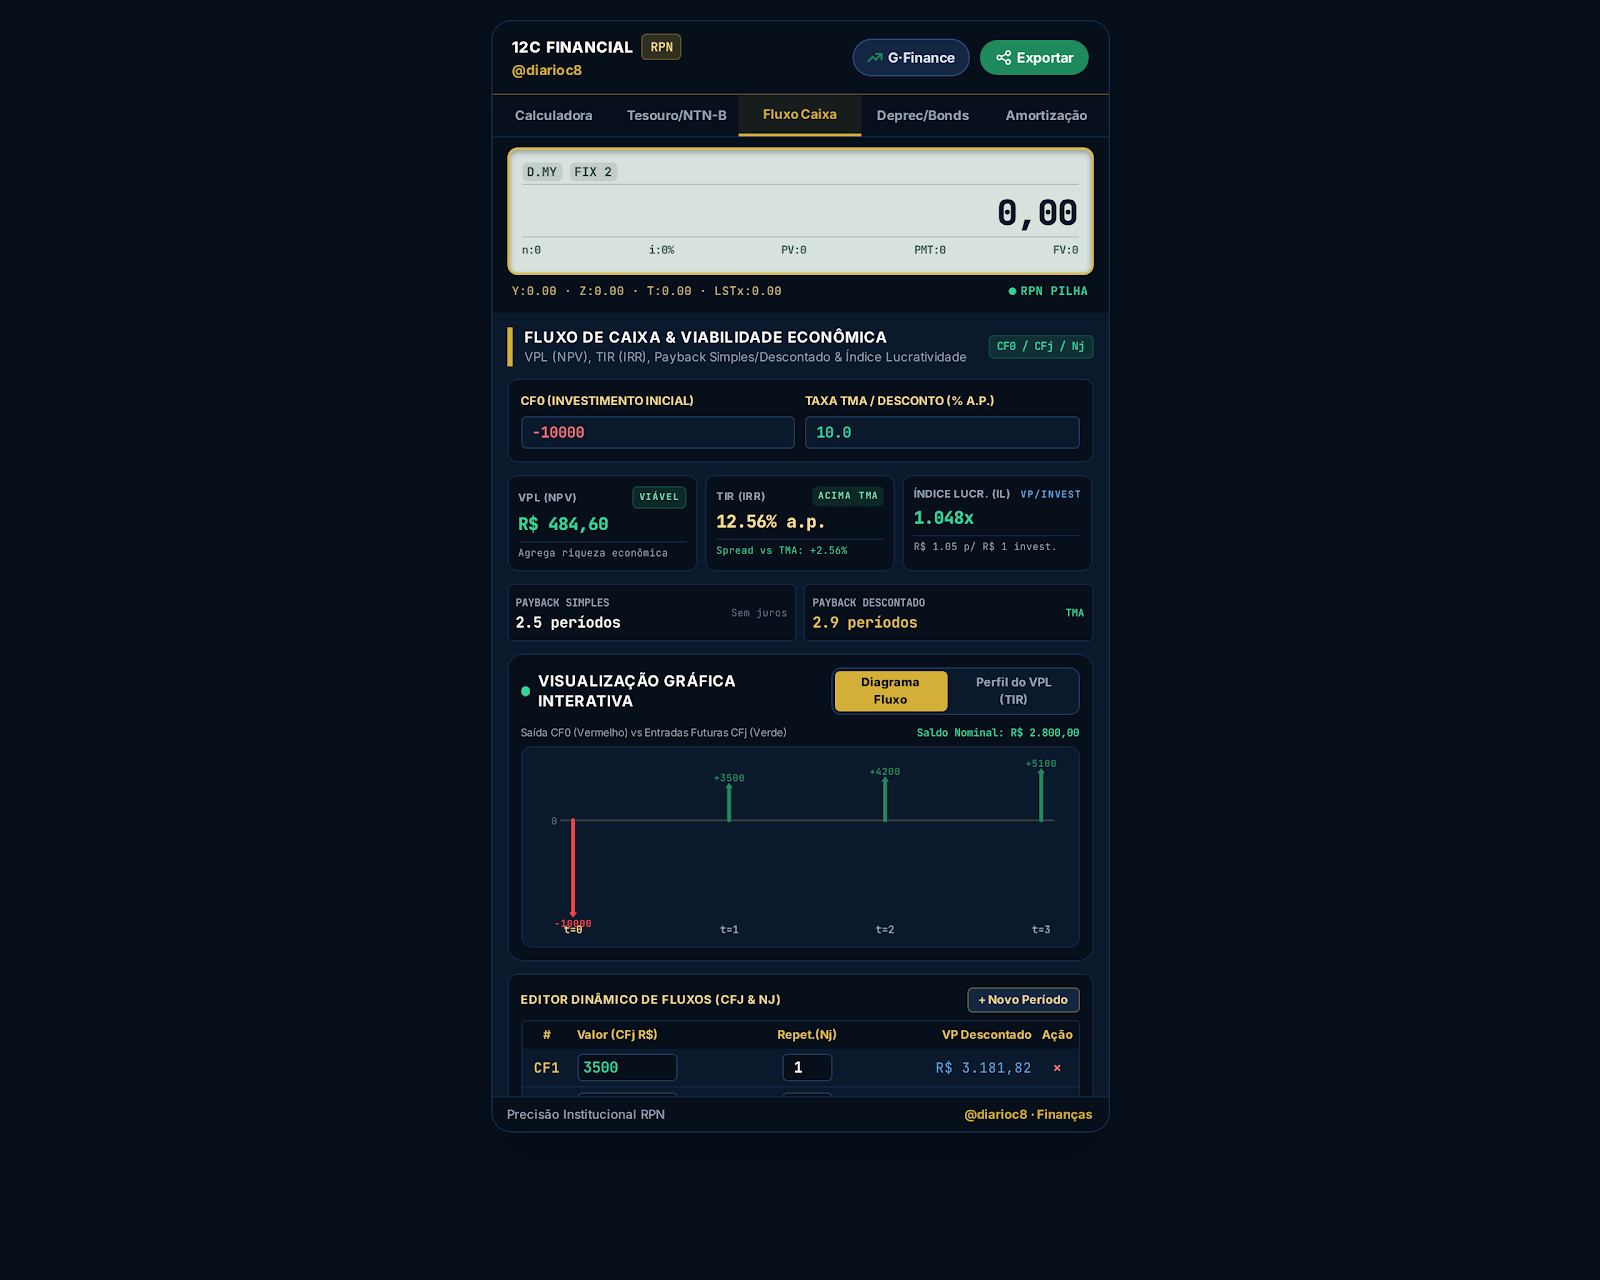 12C FINANCIAL RPN
@diarioc8
G·Finance
Exportar
Calculadora Tesouro/NTN-B Fluxo Caixa Deprec/Bonds Amortização
D.MY FIX 2
0,00
n:0 i:0% PV:0 PMT:0 FV:0
Y:0.00 · Z:0.00 · T:0.00 · LSTx:0.00
RPN PILHA
FLUXO DE CAIXA & VIABILIDADE ECONÔMICA
VPL (NPV), TIR (IRR), Payback Simples/Descontado & Índice Lucratividade
CF0 / CFj / Nj
CF0 (INVESTIMENTO INICIAL) TAXA TMA / DESCONTO (% A.P.)
-10000 10.0
VPL (NPV) VIÁVEL
R$ 484,60
Agrega riqueza econômica
TIR (IRR) ACIMA TMA
12.56% a.p.
Spread vs TMA: +2.56%
ÍNDICE LUCR. (IL) VP/INVEST
1.048x
R$ 1.05 p/ R$ 1 invest.
PAYBACK SIMPLES
2.5 períodos
Sem juros
PAYBACK DESCONTADO
2.9 períodos
TMA
VISUALIZAÇÃO GRÁFICA
INTERATIVA
Diagrama
Fluxo
Perfil do VPL
(TIR)
Saída CF0 (Vermelho) vs Entradas Futuras CFj (Verde)
Saldo Nominal: R$ 2.800,00
+3500 +4200 +5100
0
-10000
t=0 t=1 t=2 t=3
EDITOR DINÂMICO DE FLUXOS (CFJ & NJ)
+ Novo Período
# Valor (CFj R$) Repet.(Nj) VP Descontado Ação
CF1 3500 1 R$ 3.181,82 ×
Precisão Institucional RPN
@diarioc8 · Finanças